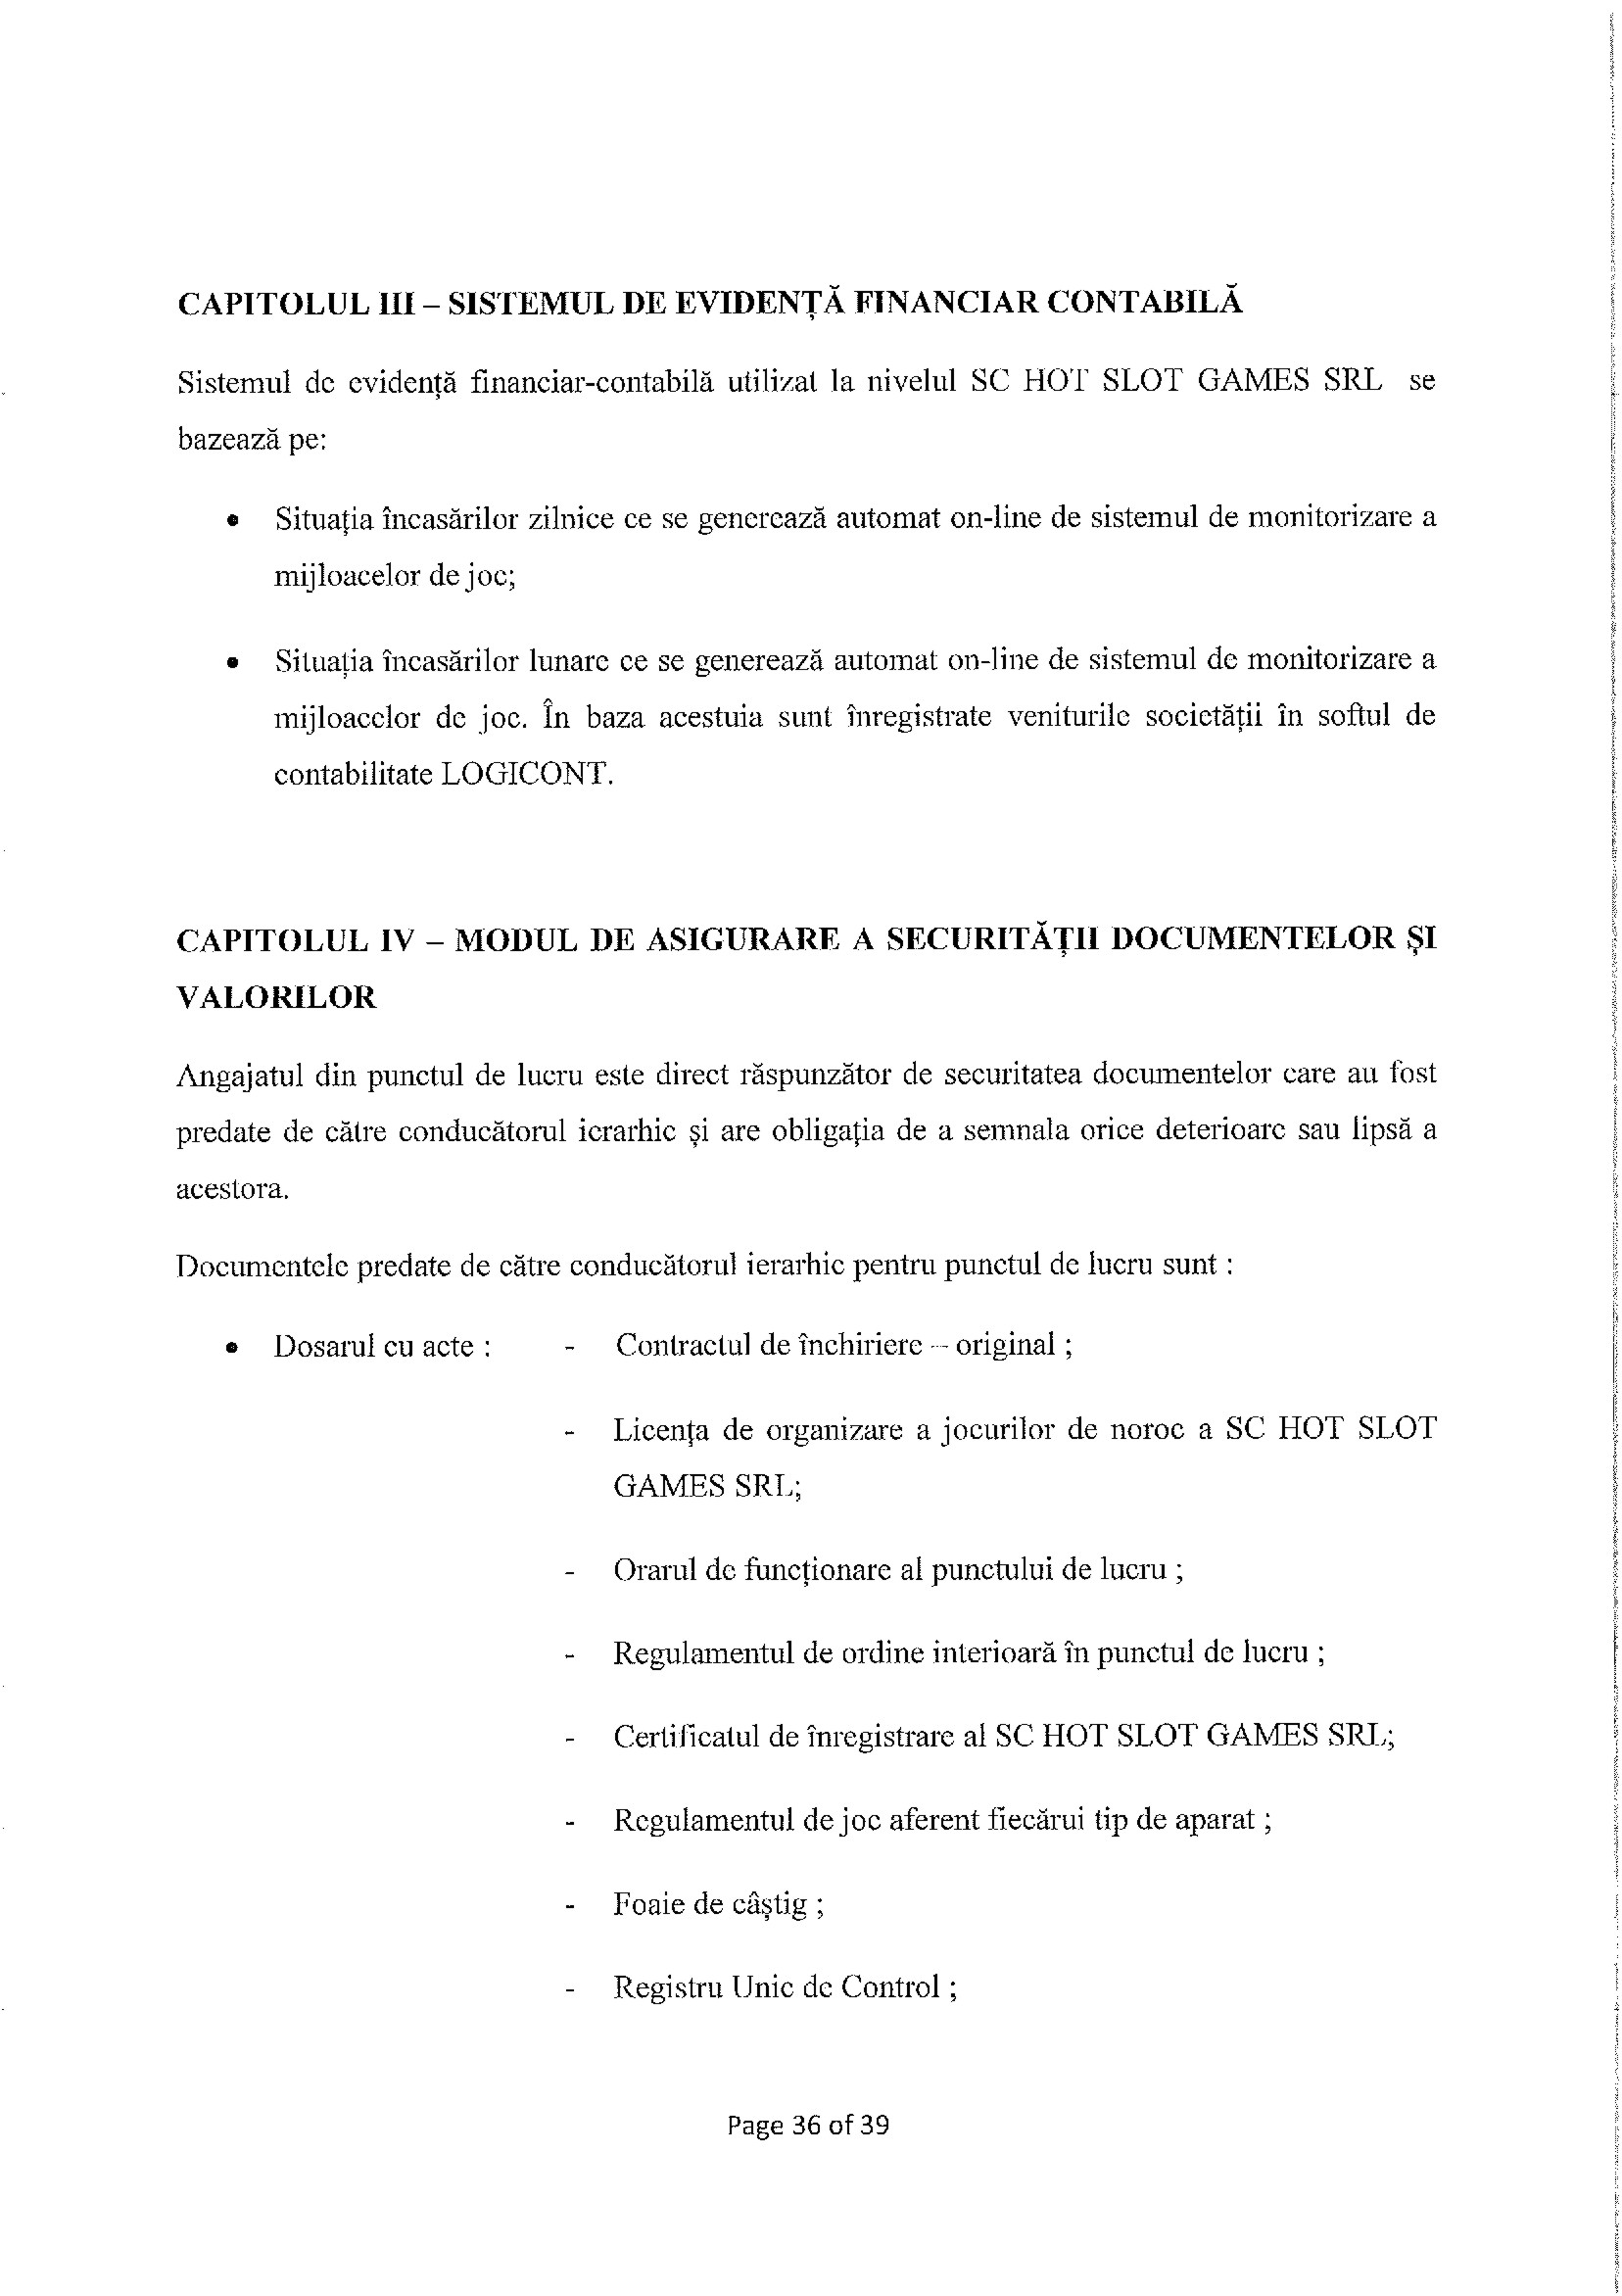 CAPITOLUL III – SISTEMUL DE EVIDENȚĂ FINANCIAR CONTABILĂ
Sistemul de evidență financiar-contabilă utilizat la nivelul SC HOT SLOT GAMES SRL se
bazează pe:
• Situația încasărilor zilnice ce se generează automat on-line de sistemul de monitorizare a
mijloacelor de joc;
• Situația încasărilor lunare ce se generează automat on-line de sistemul de monitorizare a
mijloacelor de joc. În baza acestuia sunt înregistrate veniturile societății în softul de
contabilitate LOGICONT.
CAPITOLUL IV – MODUL DE ASIGURARE A SECURITĂȚII DOCUMENTELOR ȘI
VALORILOR
Angajatul din punctul de lucru este direct răspunzător de securitatea documentelor care au fost
predate de către conducătorul ierarhic și are obligația de a semnala orice deterioare sau lipsă a
acestora.
Documentele predate de către conducătorul ierarhic pentru punctul de lucru sunt :
• Dosarul cu acte : - Contractul de închiriere – original ;
- Licența de organizare a jocurilor de noroc a SC HOT SLOT
GAMES SRL;
- Orarul de funcționare al punctului de lucru ;
- Regulamentul de ordine interioară în punctul de lucru ;
- Certificatul de înregistrare al SC HOT SLOT GAMES SRL;
- Regulamentul de joc aferent fiecărui tip de aparat ;
- Foaie de câștig ;
- Registru Unic de Control ;
Page 36 of 39